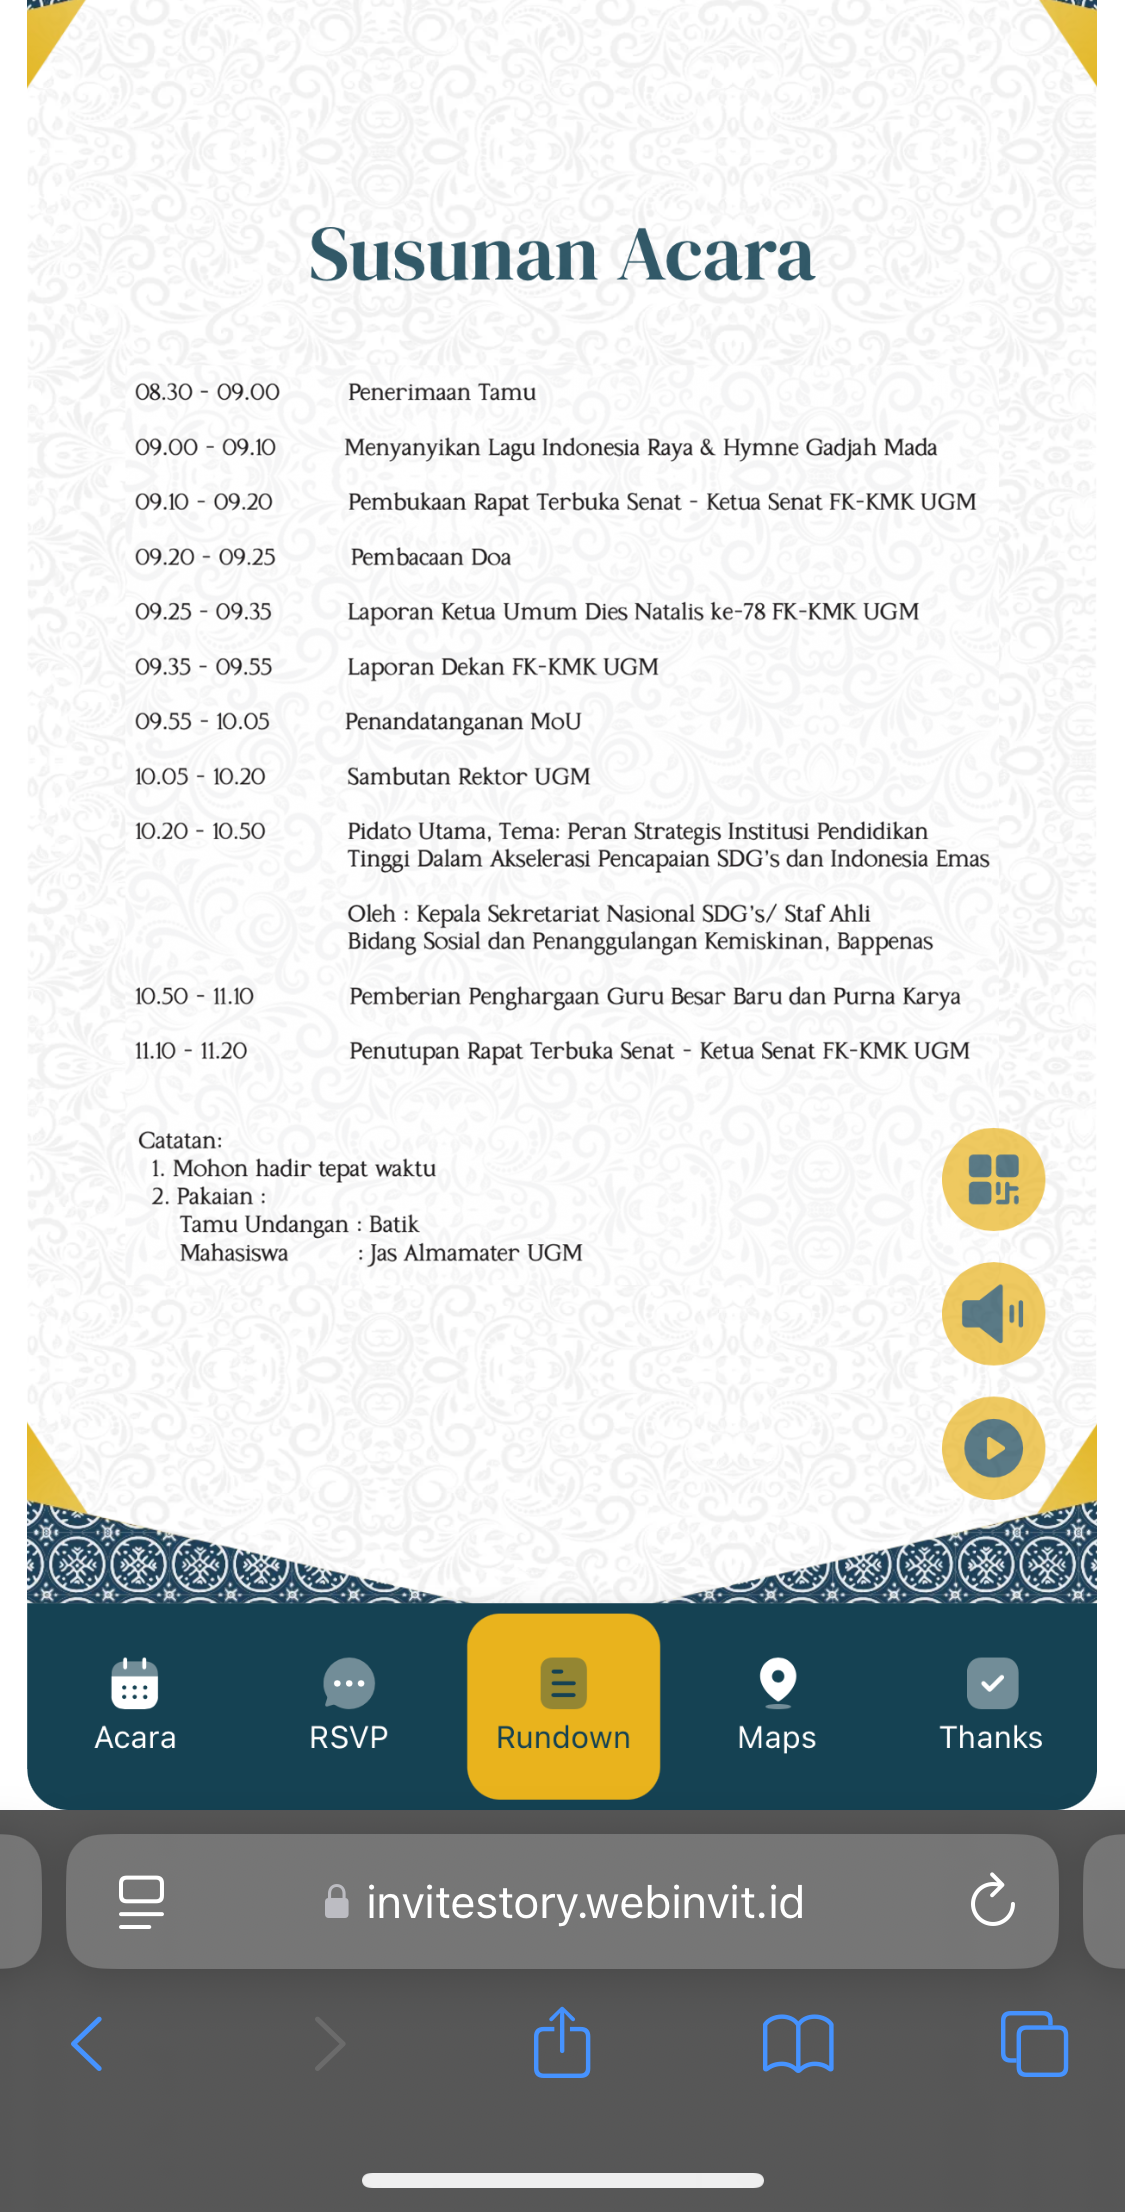 Susunan Acara
08.30 - 09.00 Penerimaan Tamu
09.00 - 09.10 Menyanyikan Lagu Indonesia Raya & Hymne Gadjah Mada
09.10 - 09.20 Pembukaan Rapat Terbuka Senat - Ketua Senat FK-KMK UGM
09.20 - 09.25 Pembacaan Doa
09.25 - 09.35 Laporan Ketua Umum Dies Natalis ke-78 FK-KMK UGM
09.35 - 09.55 Laporan Dekan FK-KMK UGM
09.55 - 10.05 Penandatanganan MoU
10.05 - 10.20 Sambutan Rektor UGM
10.20 - 10.50 Pidato Utama, Tema: Peran Strategis Institusi Pendidikan
Tinggi Dalam Akselerasi Pencapaian SDG's dan Indonesia Emas
Oleh : Kepala Sekretariat Nasional SDG's/ Staf Ahli
Bidang Sosial dan Penanggulangan Kemiskinan, Bappenas
10.50 - 11.10 Pemberian Penghargaan Guru Besar Baru dan Purna Karya
11.10 - 11.20 Penutupan Rapat Terbuka Senat - Ketua Senat FK-KMK UGM
Catatan:
1. Mohon hadir tepat waktu
2. Pakaian :
Tamu Undangan : Batik
Mahasiswa : Jas Almamater UGM
Acara RSVP Rundown Maps Thanks
invitestory.webinvit.id